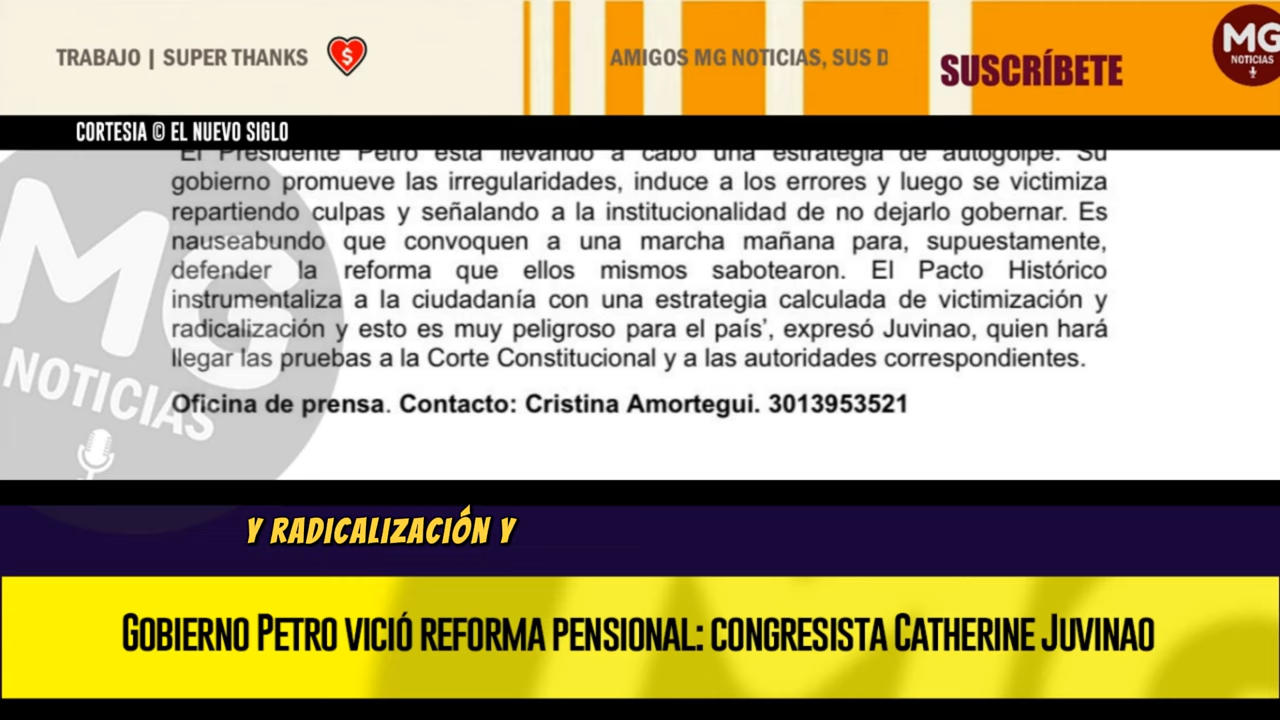 TRABAJO | SUPER THANKS
AMIGOS MG NOTICIAS, SUS D
SUSCRÍBETE
MG
NOTICIAS
CORTESIA © EL NUEVO SIGLO
El Presidente Petro está llevando a cabo una estrategia de autogolpe. Su
gobierno promueve las irregularidades, induce a los errores y luego se victimiza
repartiendo culpas y señalando a la institucionalidad de no dejarlo gobernar. Es
nauseabundo que convoquen a una marcha mañana para, supuestamente,
defender la reforma que ellos mismos sabotearon. El Pacto Histórico
instrumentaliza a la ciudadanía con una estrategia calculada de victimización y
radicalización y esto es muy peligroso para el país’, expresó Juvinao, quien hará
llegar las pruebas a la Corte Constitucional y a las autoridades correspondientes.
Oficina de prensa. Contacto: Cristina Amortegui. 3013953521
MG
NOTICIAS
Y RADICALIZACIÓN Y
GOBIERNO PETRO VICIÓ REFORMA PENSIONAL: CONGRESISTA CATHERINE JUVINAO